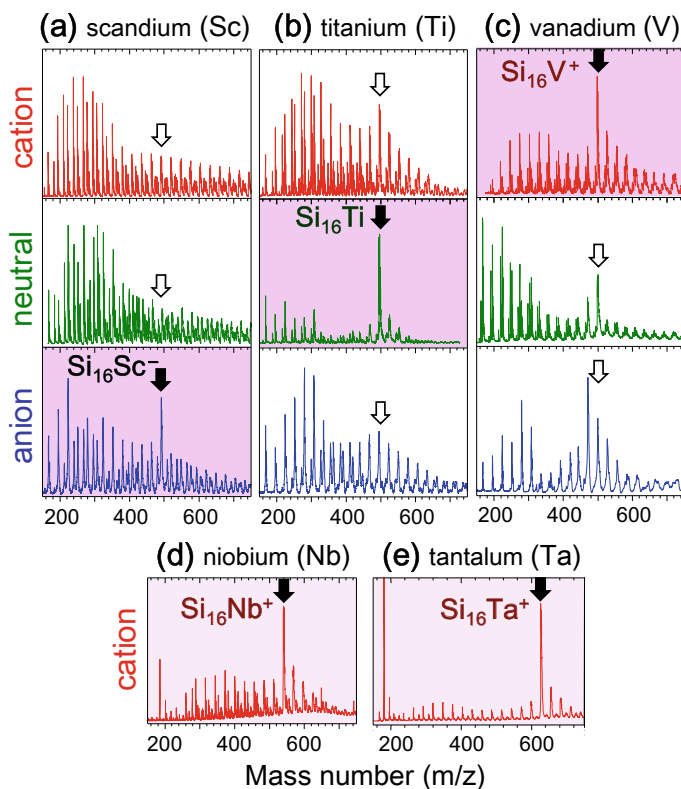 (a) scandium (Sc)
(b) titanium (Ti)
(c) vanadium (V)
cation
Si₁₆V⁺
neutral
Si₁₆Ti
anion
Si₁₆Sc⁻
200 400 600
200 400 600
200 400 600
(d) niobium (Nb)
(e) tantalum (Ta)
cation
Si₁₆Nb⁺
Si₁₆Ta⁺
200 400 600
200 400 600
Mass number (m/z)